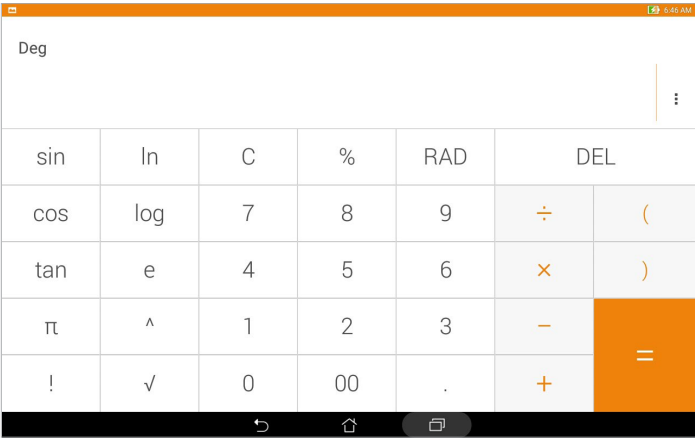 6:46 AM
Deg
sin ln C % RAD DEL
cos log 7 8 9 ÷ (
tan e 4 5 6 × )
π ^ 1 2 3 −
=
! √ 0 00 . +